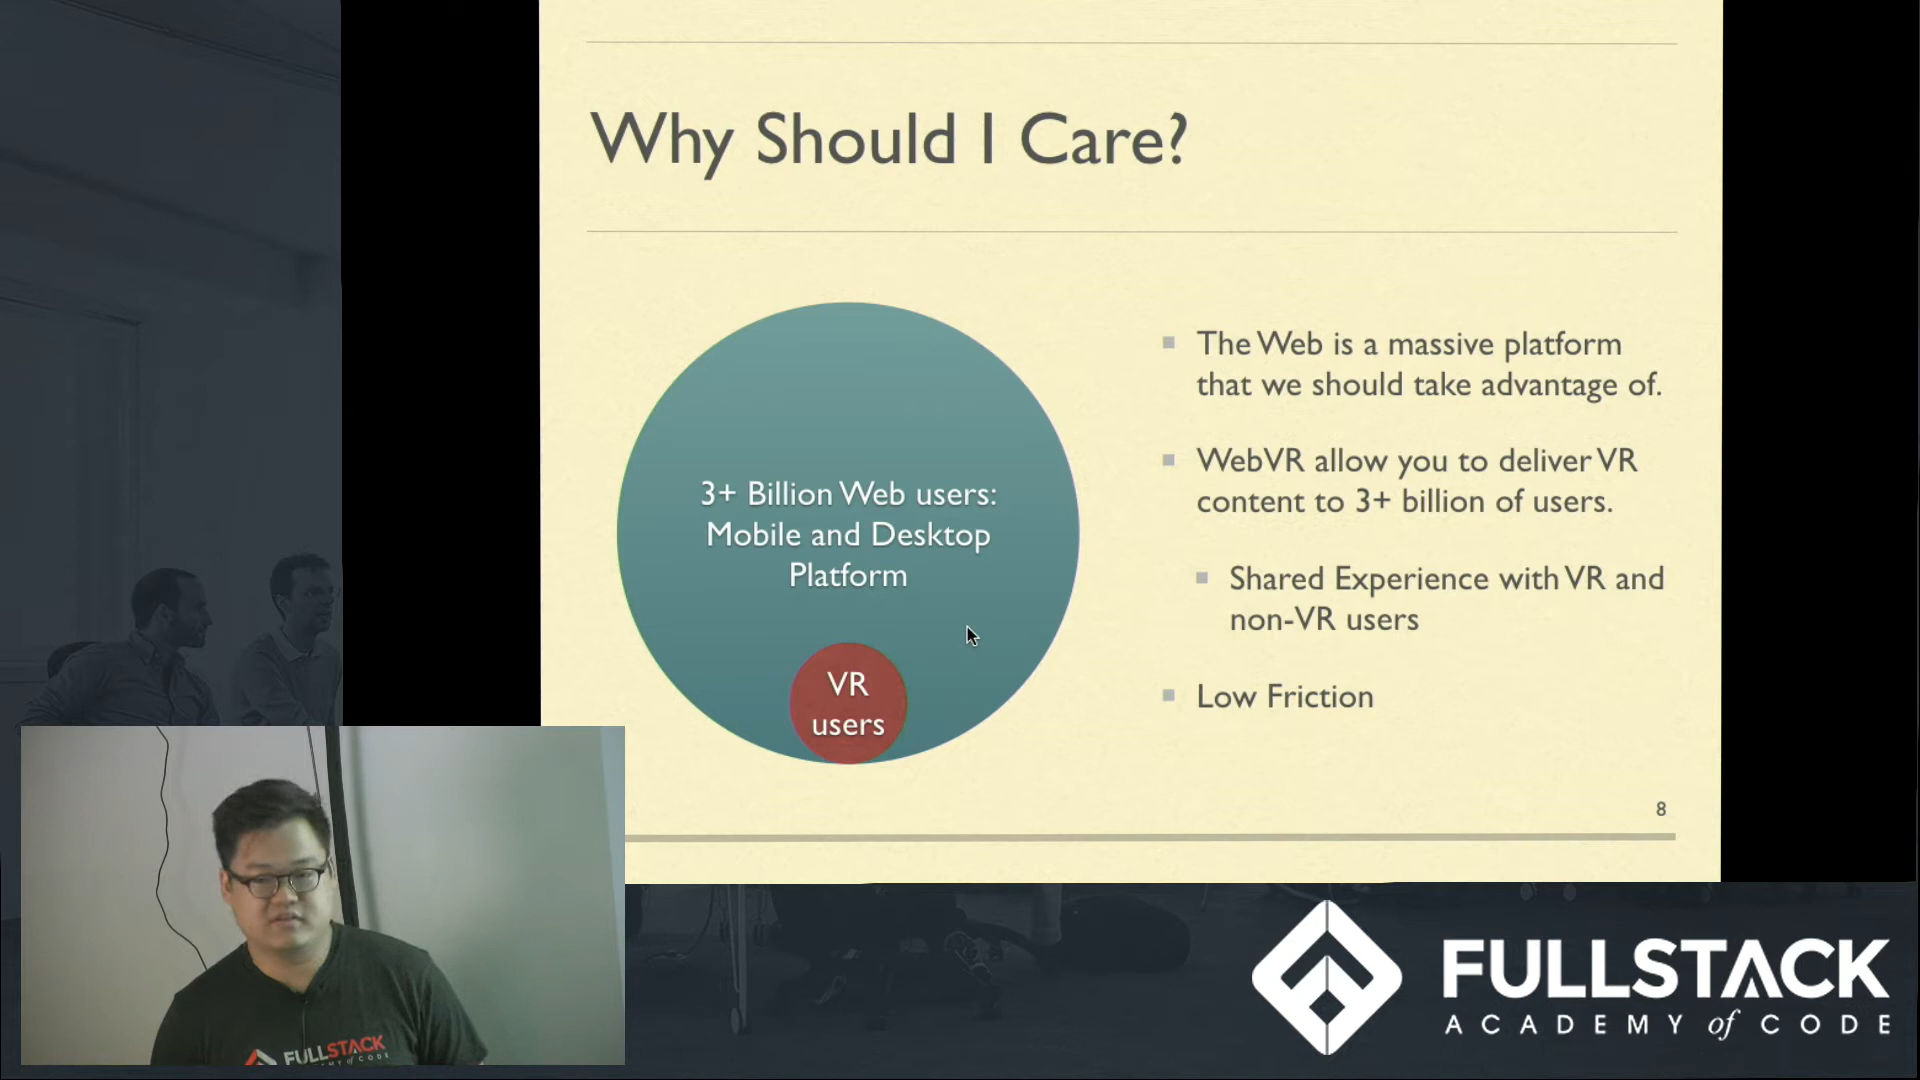 Why Should I Care?
3+ Billion Web users:
Mobile and Desktop
Platform
VR
users
The Web is a massive platform
that we should take advantage of.
WebVR allow you to deliver VR
content to 3+ billion of users.
Shared Experience with VR and
non-VR users
Low Friction
8
FULLSTACK
ACADEMY of CODE
FULLSTACK